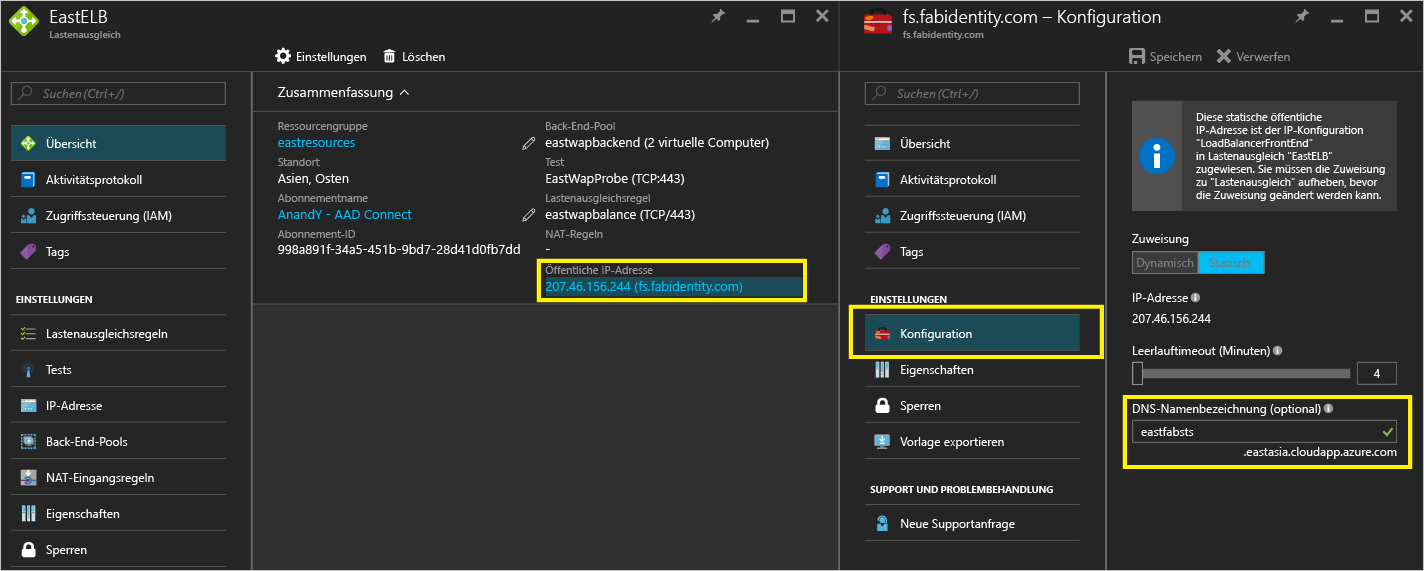 EastELB
Lastenausgleich
Einstellungen
Löschen
Suchen (Ctrl+/)
Übersicht
Aktivitätsprotokoll
Zugriffssteuerung (IAM)
Tags
EINSTELLUNGEN
Lastenausgleichsregeln
Tests
IP-Adresse
Back-End-Pools
NAT-Eingangsregeln
Eigenschaften
Sperren
Zusammenfassung
Ressourcengruppe
eastresources
Standort
Asien, Osten
Abonnementname
AnandY - AAD Connect
Abonnement-ID
998a891f-34a5-451b-9bd7-28d41d0fb7dd
Back-End-Pool
eastwapbackend (2 virtuelle Computer)
Test
EastWapProbe (TCP:443)
Lastenausgleichsregel
eastwapbalance (TCP/443)
NAT-Regeln
-
Öffentliche IP-Adresse
207.46.156.244 (fs.fabidentity.com)
fs.fabidentity.com – Konfiguration
fs.fabidentity.com
Speichern
Verwerfen
Suchen (Ctrl+/)
Übersicht
Aktivitätsprotokoll
Zugriffssteuerung (IAM)
Tags
EINSTELLUNGEN
Konfiguration
Eigenschaften
Sperren
Vorlage exportieren
SUPPORT UND PROBLEMBEHANDLUNG
Neue Supportanfrage
Diese statische öffentliche
IP-Adresse ist der IP-Konfiguration
"LoadBalancerFrontEnd"
in Lastenausgleich "EastELB"
zugewiesen. Sie müssen die Zuweisung
zu "Lastenausgleich" aufheben, bevor
die Zuweisung geändert werden kann.
Zuweisung
Dynamisch
Statisch
IP-Adresse
207.46.156.244
Leerlauftimeout (Minuten)
4
DNS-Namenbezeichnung (optional)
eastfabsts
.eastasia.cloudapp.azure.com